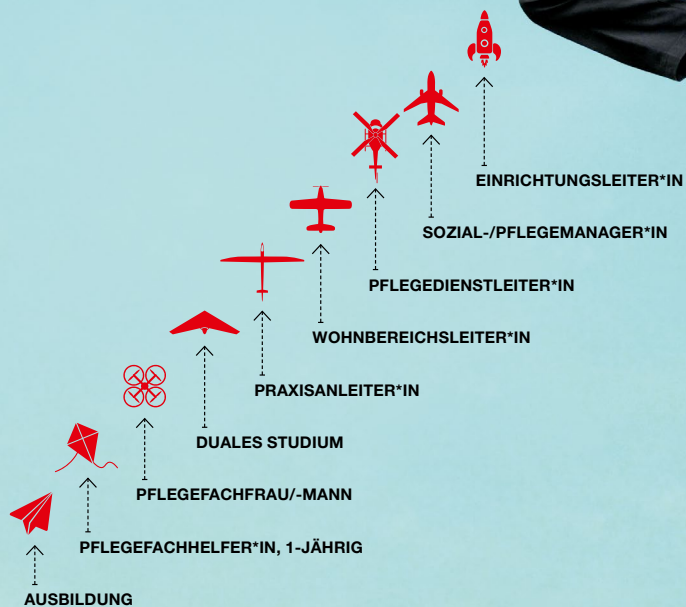 EINRICHTUNGSLEITER*IN
SOZIAL-/PFLEGEMANAGER*IN
PFLEGEDIENSTLEITER*IN
WOHNBEREICHSLEITER*IN
PRAXISANLEITER*IN
DUALES STUDIUM
PFLEGEFACHFRAU/-MANN
PFLEGEFACHHELFER*IN, 1-JÄHRIG
AUSBILDUNG